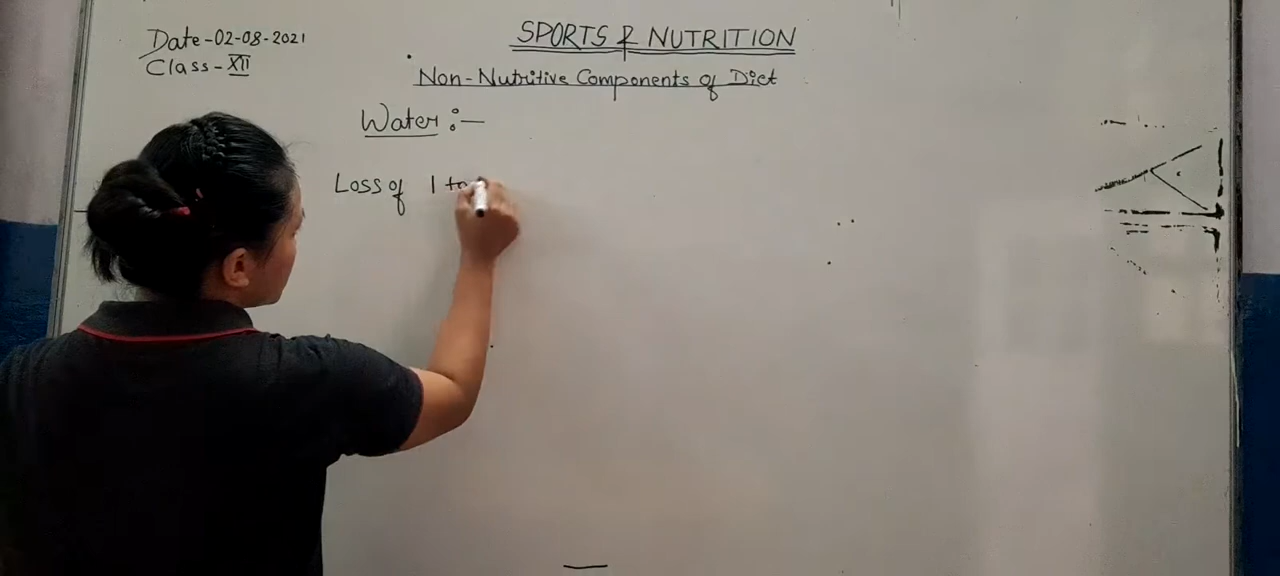 Date-02-08-2021
Class-XII
SPORTS & NUTRITION
Non-Nutritive Components of Diet
Water :-
Loss of 1 to